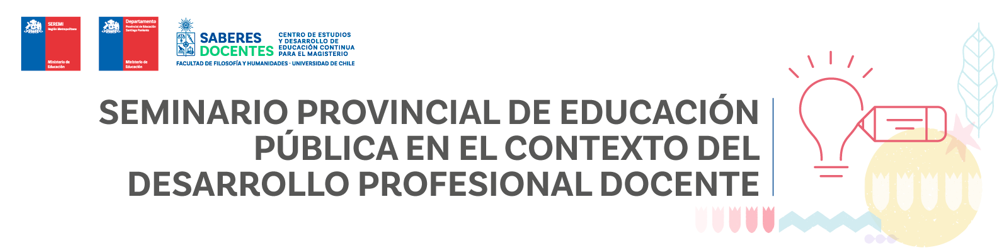 SEREMI
Región Metropolitana
Ministerio de
Educación
Departamento
Provincial de Educación
Santiago Poniente
Ministerio de
Educación
SABERES
DOCENTES
CENTRO DE ESTUDIOS
Y DESARROLLO DE
EDUCACIÓN CONTINUA
PARA EL MAGISTERIO
FACULTAD DE FILOSOFÍA Y HUMANIDADES · UNIVERSIDAD DE CHILE
SEMINARIO PROVINCIAL DE EDUCACIÓN
PÚBLICA EN EL CONTEXTO DEL
DESARROLLO PROFESIONAL DOCENTE